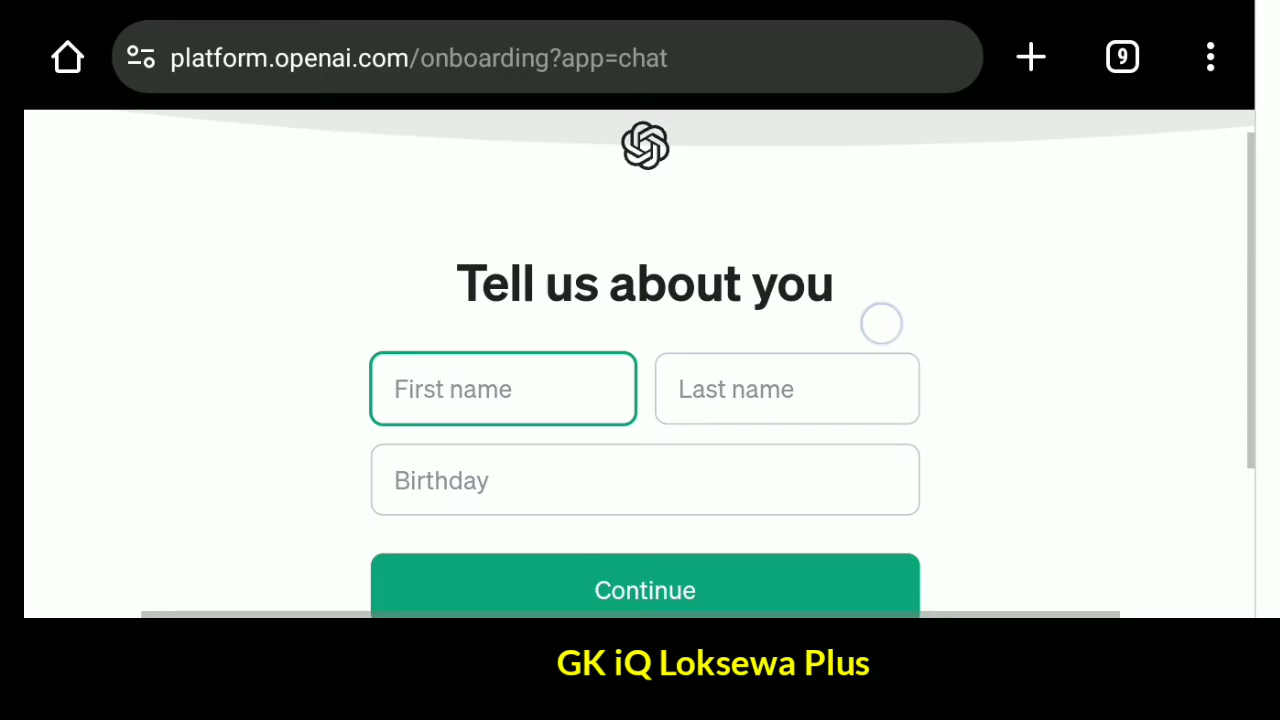 platform.openai.com/onboarding?app=chat
9
Tell us about you
First name
Last name
Birthday
Continue
GK iQ Loksewa Plus